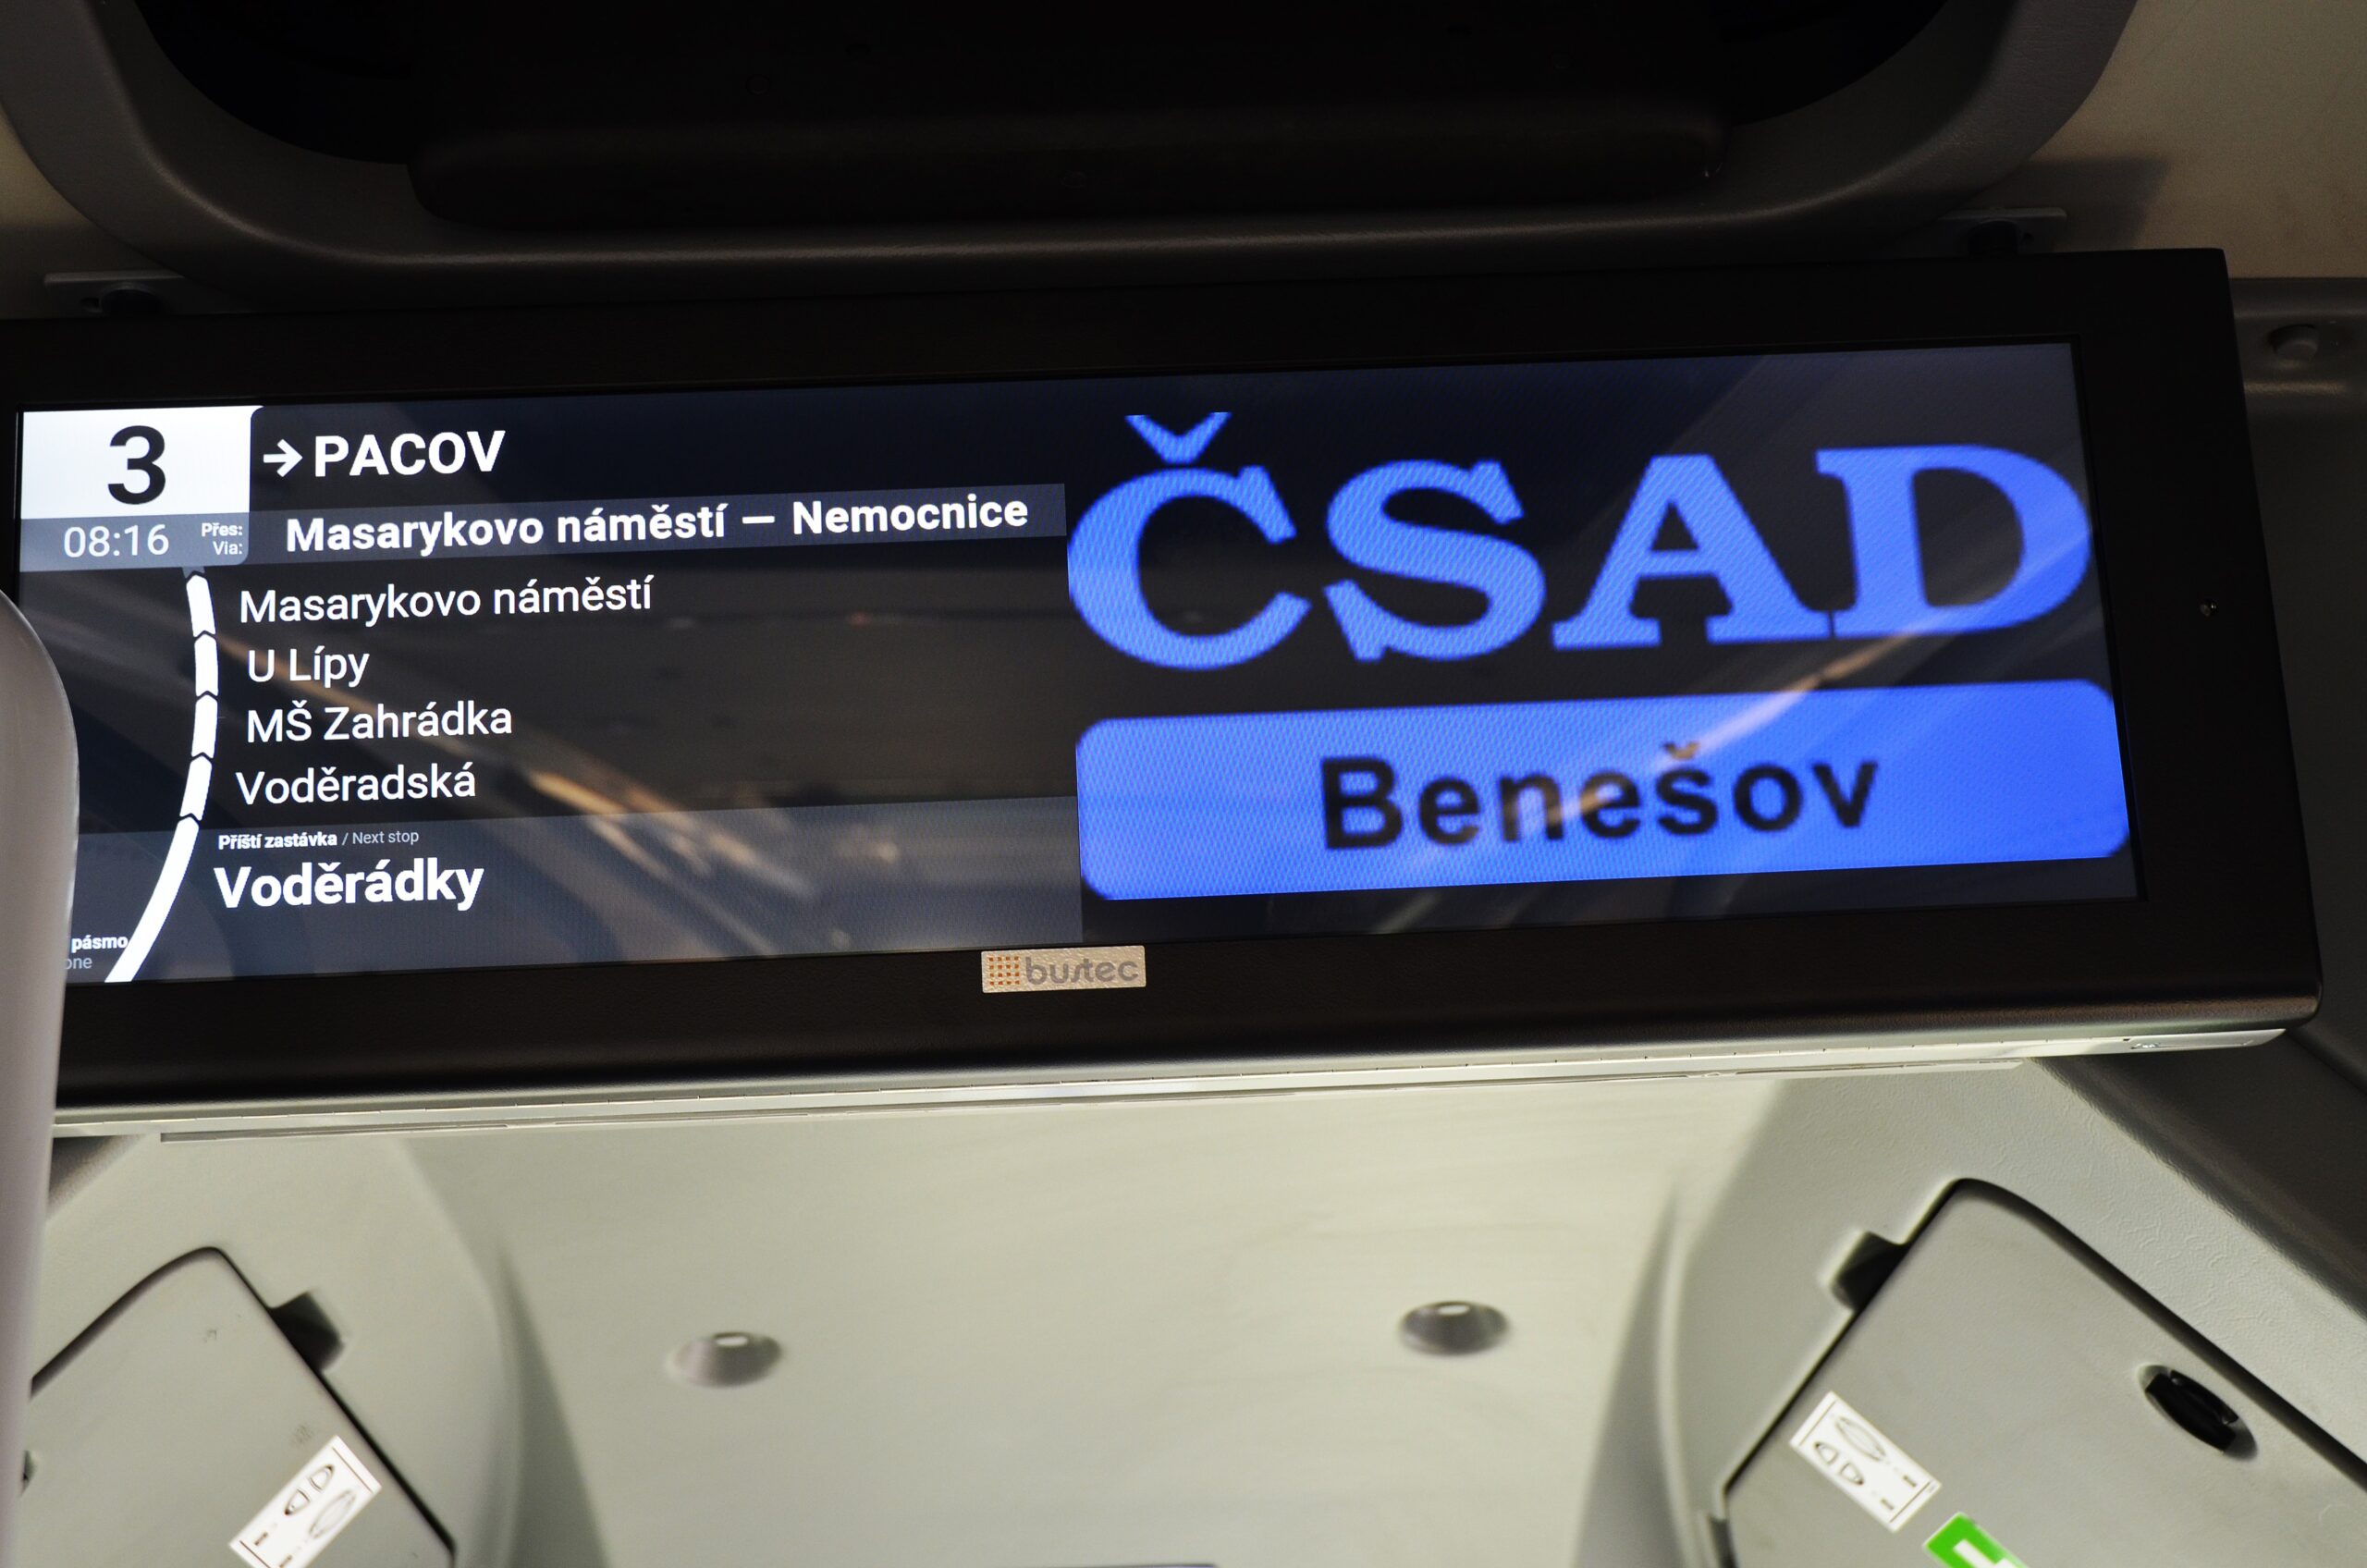 3
→ PACOV
08:16
Přes:
Via:
Masarykovo náměstí — Nemocnice
Masarykovo náměstí
U Lípy
MŠ Zahrádka
Voděradská
Příští zastávka / Next stop
Voděrádky
pásmo
ČSAD
Benešov
bustec